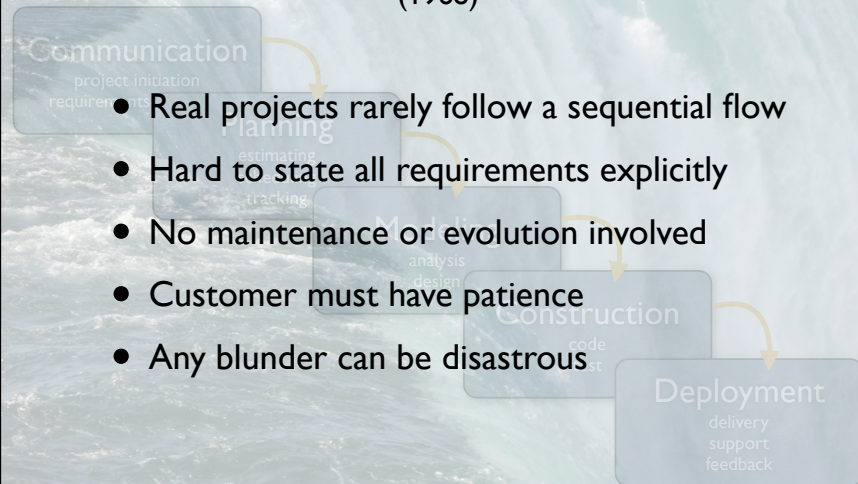 Communication
project initiation
• Real projects rarely follow a sequential flow
Planning
estimating
• Hard to state all requirements explicitly
tracking
• No maintenance or evolution involved
analysis
design
• Customer must have patience
Construction
code
• Any blunder can be disastrous
Deployment
delivery
support
feedback